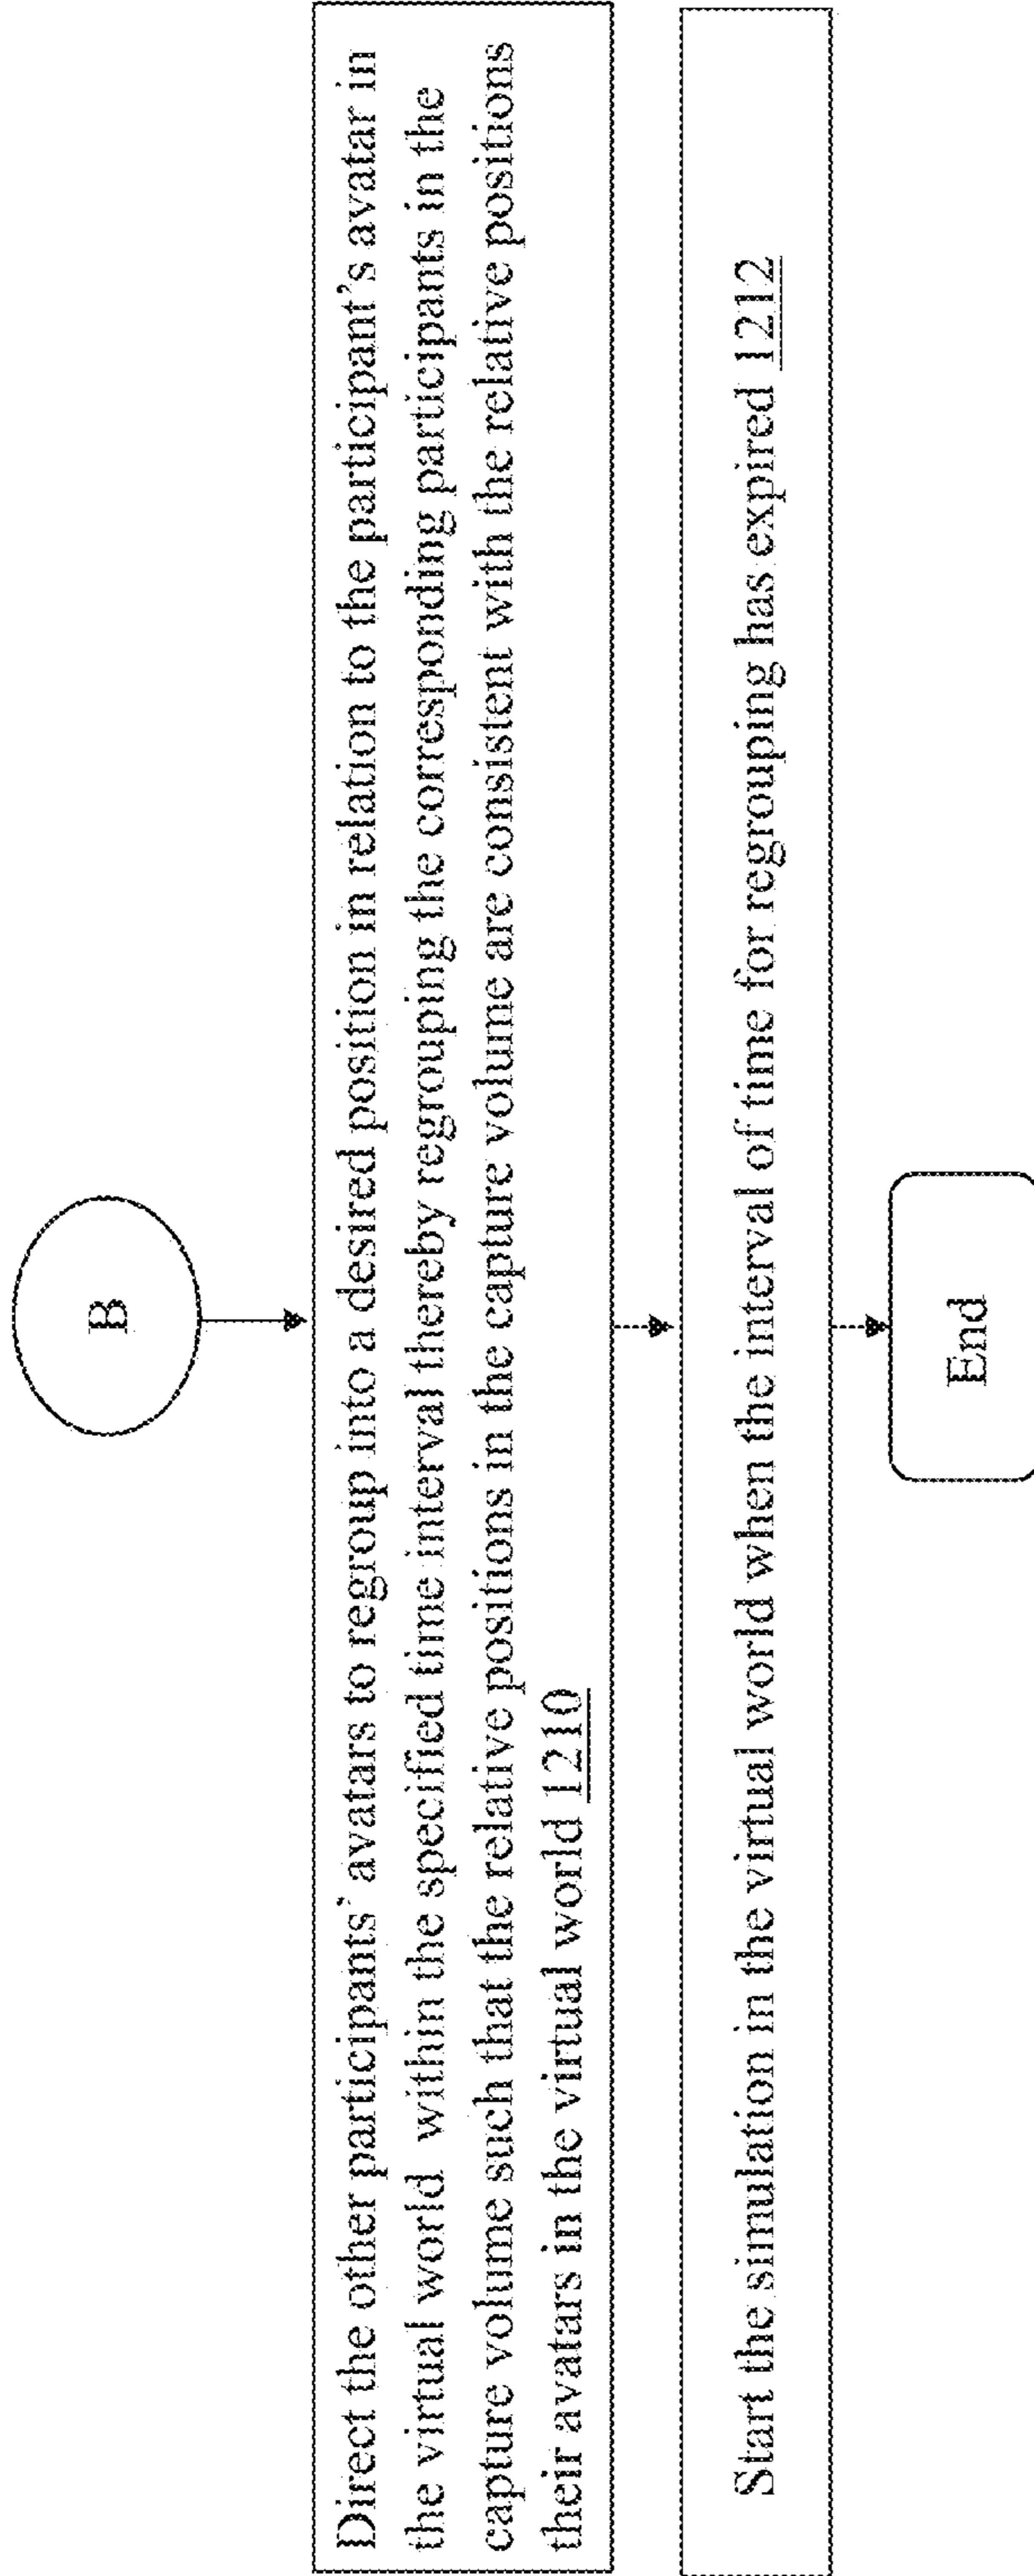 B
Direct the other participants' avatars to regroup into a desired position in relation to the participant's avatar in
the virtual world within the specified time interval thereby regrouping the corresponding participants in the
capture volume such that the relative positions in the capture volume are consistent with the relative positions
their avatars in the virtual world 1210
Start the simulation in the virtual world when the interval of time for regrouping has expired 1212
End